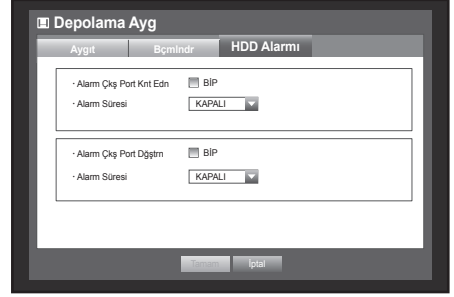 Depolama Ayg
Aygıt Bçmlndr HDD Alarmı
· Alarm Çkş Port Knt Edn BİP
· Alarm Süresi KAPALI
· Alarm Çkş Port Dğştrn BİP
· Alarm Süresi KAPALI
Tamam İptal